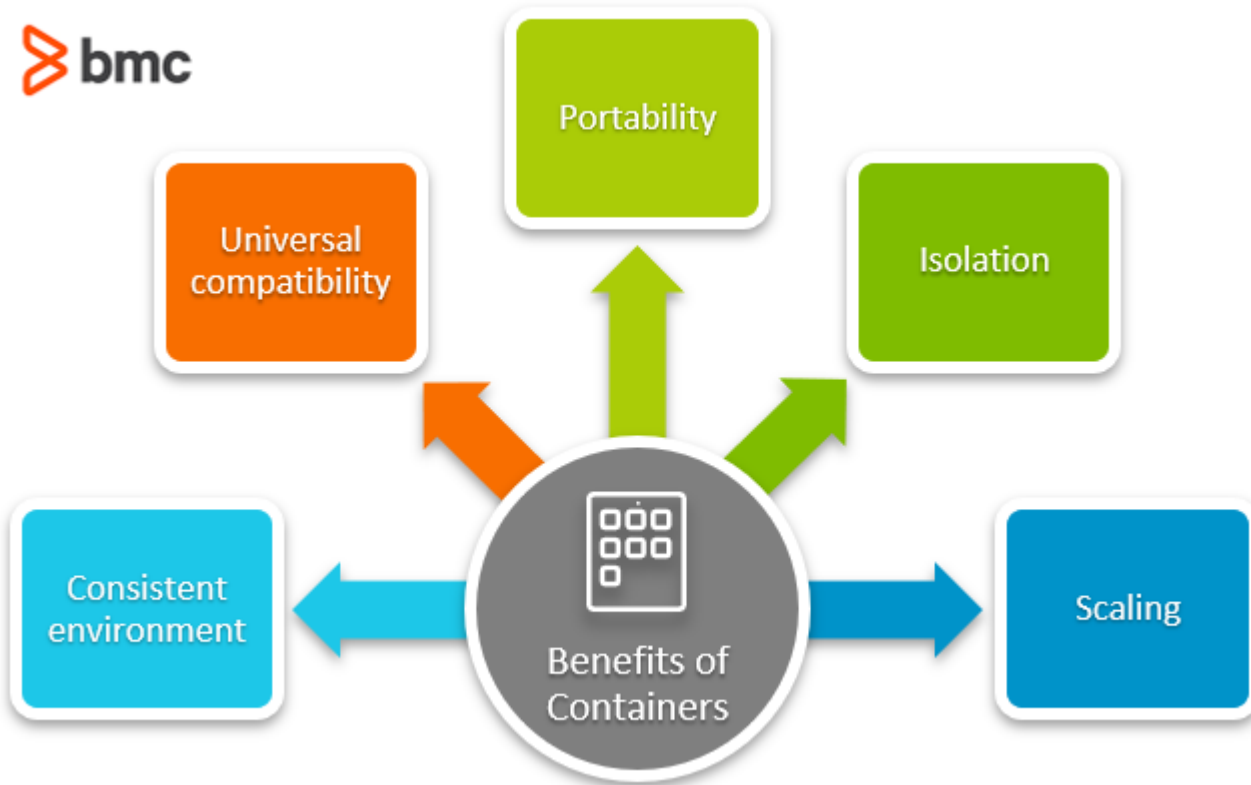 bmc
Portability
Universal
compatibility
Isolation
Consistent
environment
Scaling
Benefits of
Containers